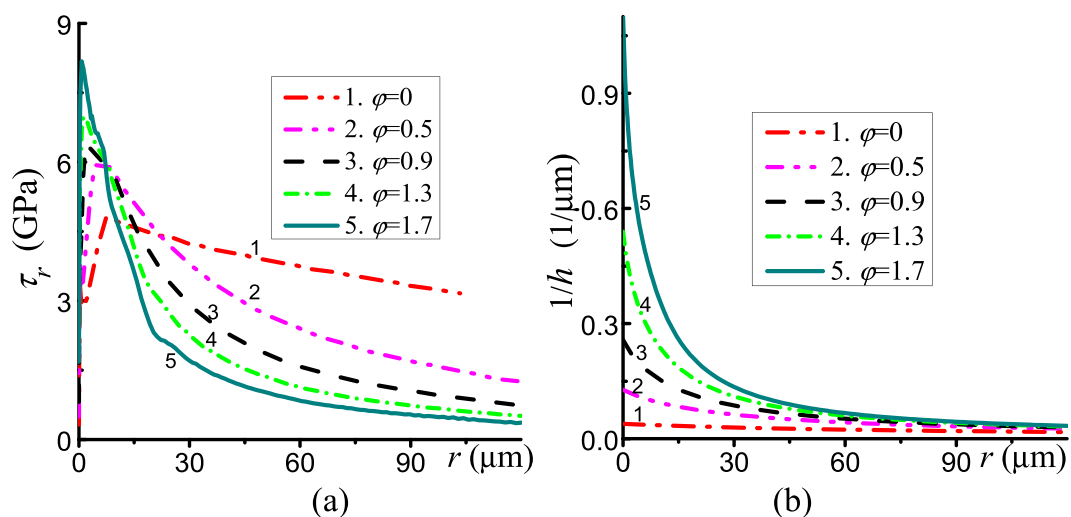 9
6
3
0
τr (GPa)
1. φ=0
2. φ=0.5
3. φ=0.9
4. φ=1.3
5. φ=1.7
1
2
3
4
5
0 30 60 90 r (μm)
(a)
0.9
0.6
0.3
0.0
1/h (1/μm)
1. φ=0
2. φ=0.5
3. φ=0.9
4. φ=1.3
5. φ=1.7
5
4
3
2
1
0 30 60 90 r (μm)
(b)